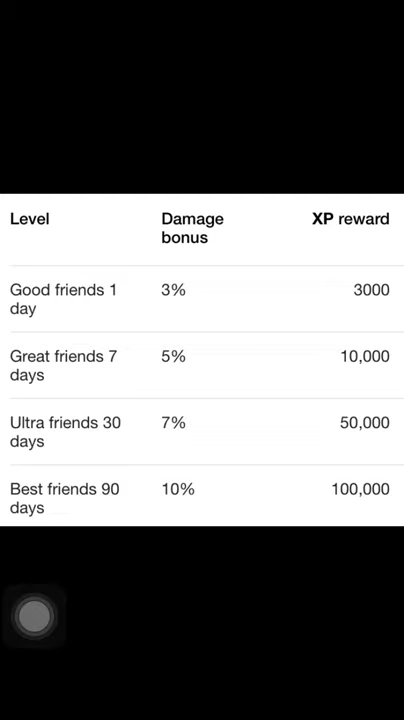 Level Damage XP reward
bonus
Good friends 1 3% 3000
day
Great friends 7 5% 10,000
days
Ultra friends 30 7% 50,000
days
Best friends 90 10% 100,000
days